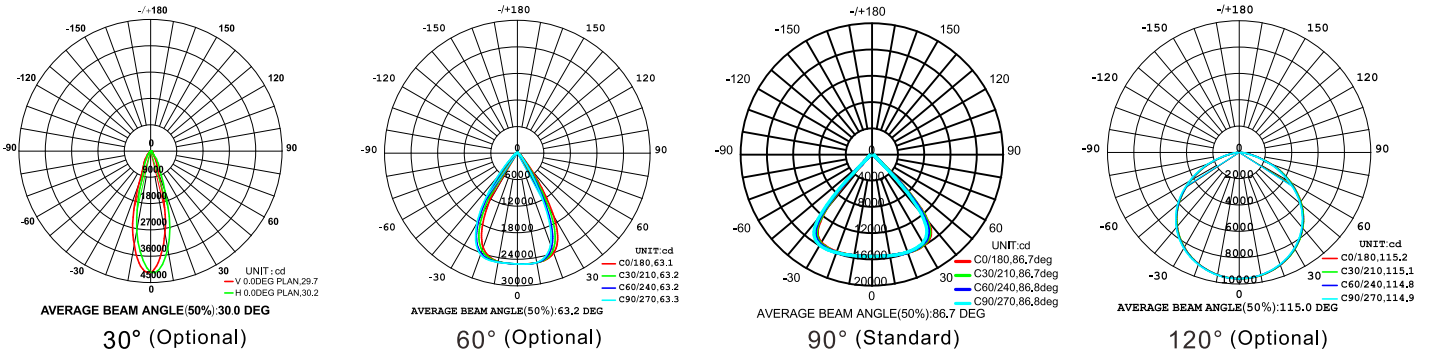 -/+180
-150
150
-120
120
-90
90
-60
60
-30
30
0
0
9000
18000
27000
36000
45000
UNIT:cd
V 0.0DEG PLAN,29.7
H 0.0DEG PLAN,30.2
AVERAGE BEAM ANGLE(50%):30.0 DEG
30° (Optional)
-/+180
-150
150
-120
120
-90
90
-60
60
-30
30
0
0
6000
12000
18000
24000
30000
UNIT:cd
C0/180,63.1
C30/210,63.2
C60/240,63.2
C90/270,63.3
AVERAGE BEAM ANGLE(50%):63.2 DEG
60° (Optional)
-/+180
-150
150
-120
120
-90
90
-60
60
-30
30
0
0
4000
8000
12000
16000
20000
UNIT:cd
C0/180,86.7deg
C30/210,86.7deg
C60/240,86.8deg
C90/270,86.8deg
AVERAGE BEAM ANGLE(50%):86.7 DEG
90° (Standard)
-/+180
-150
150
-120
120
-90
90
-60
60
-30
30
0
0
2000
4000
6000
8000
10000
UNIT:cd
C0/180,115.2
C30/210,115.1
C60/240,114.8
C90/270,114.9
AVERAGE BEAM ANGLE(50%):115.0 DEG
120° (Optional)